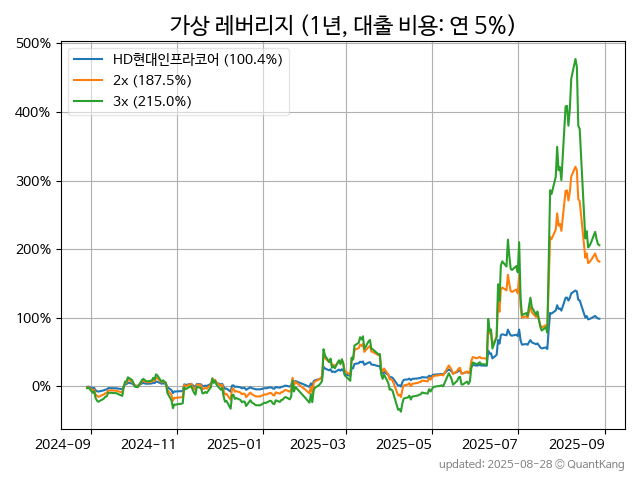 가상 레버리지 (1년, 대출 비용: 연 5%)
500%
400%
300%
200%
100%
0%
HD현대인프라코어 (100.4%)
2x (187.5%)
3x (215.0%)
2024-09
2024-11
2025-01
2025-03
2025-05
2025-07
2025-09
updated: 2025-08-28 © QuantKang